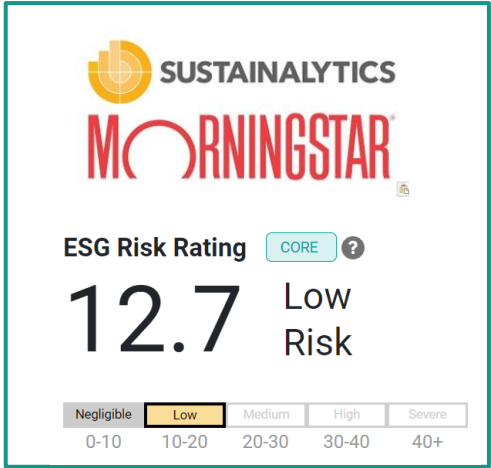 SUSTAINALYTICS
MORNINGSTAR®
ESG Risk Rating CORE ?
12.7 Low
Risk
Negligible Low Medium High Severe
0-10 10-20 20-30 30-40 40+